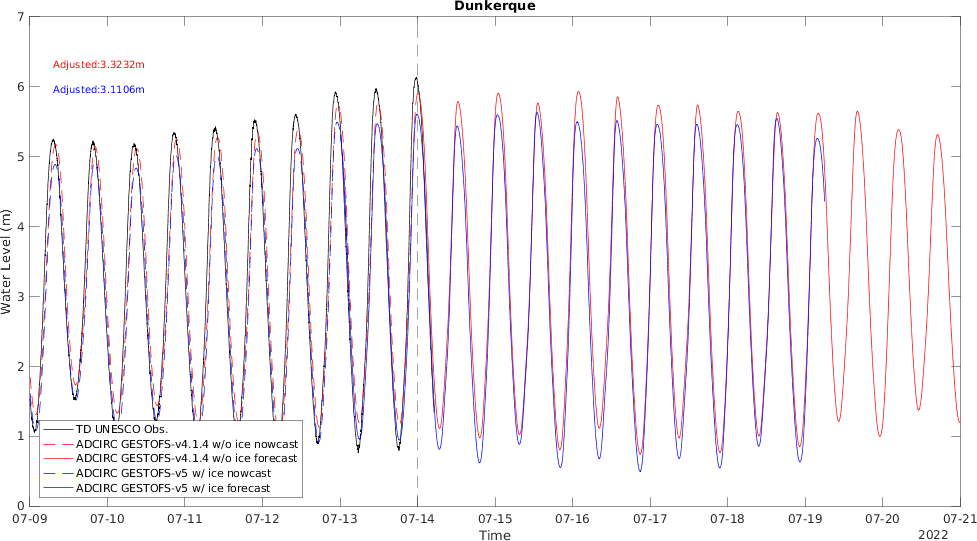 Dunkerque
7
Adjusted:3.3232m
6
Adjusted:3.1106m
5
4
Water Level (m)
3
2
1
0
TD UNESCO Obs.
ADCIRC GESTOFS-v4.1.4 w/o ice nowcast
ADCIRC GESTOFS-v4.1.4 w/o ice forecast
ADCIRC GESTOFS-v5 w/ ice nowcast
ADCIRC GESTOFS-v5 w/ ice forecast
07-09 07-10 07-11 07-12 07-13 07-14 07-15 07-16 07-17 07-18 07-19 07-20 07-21
Time
2022